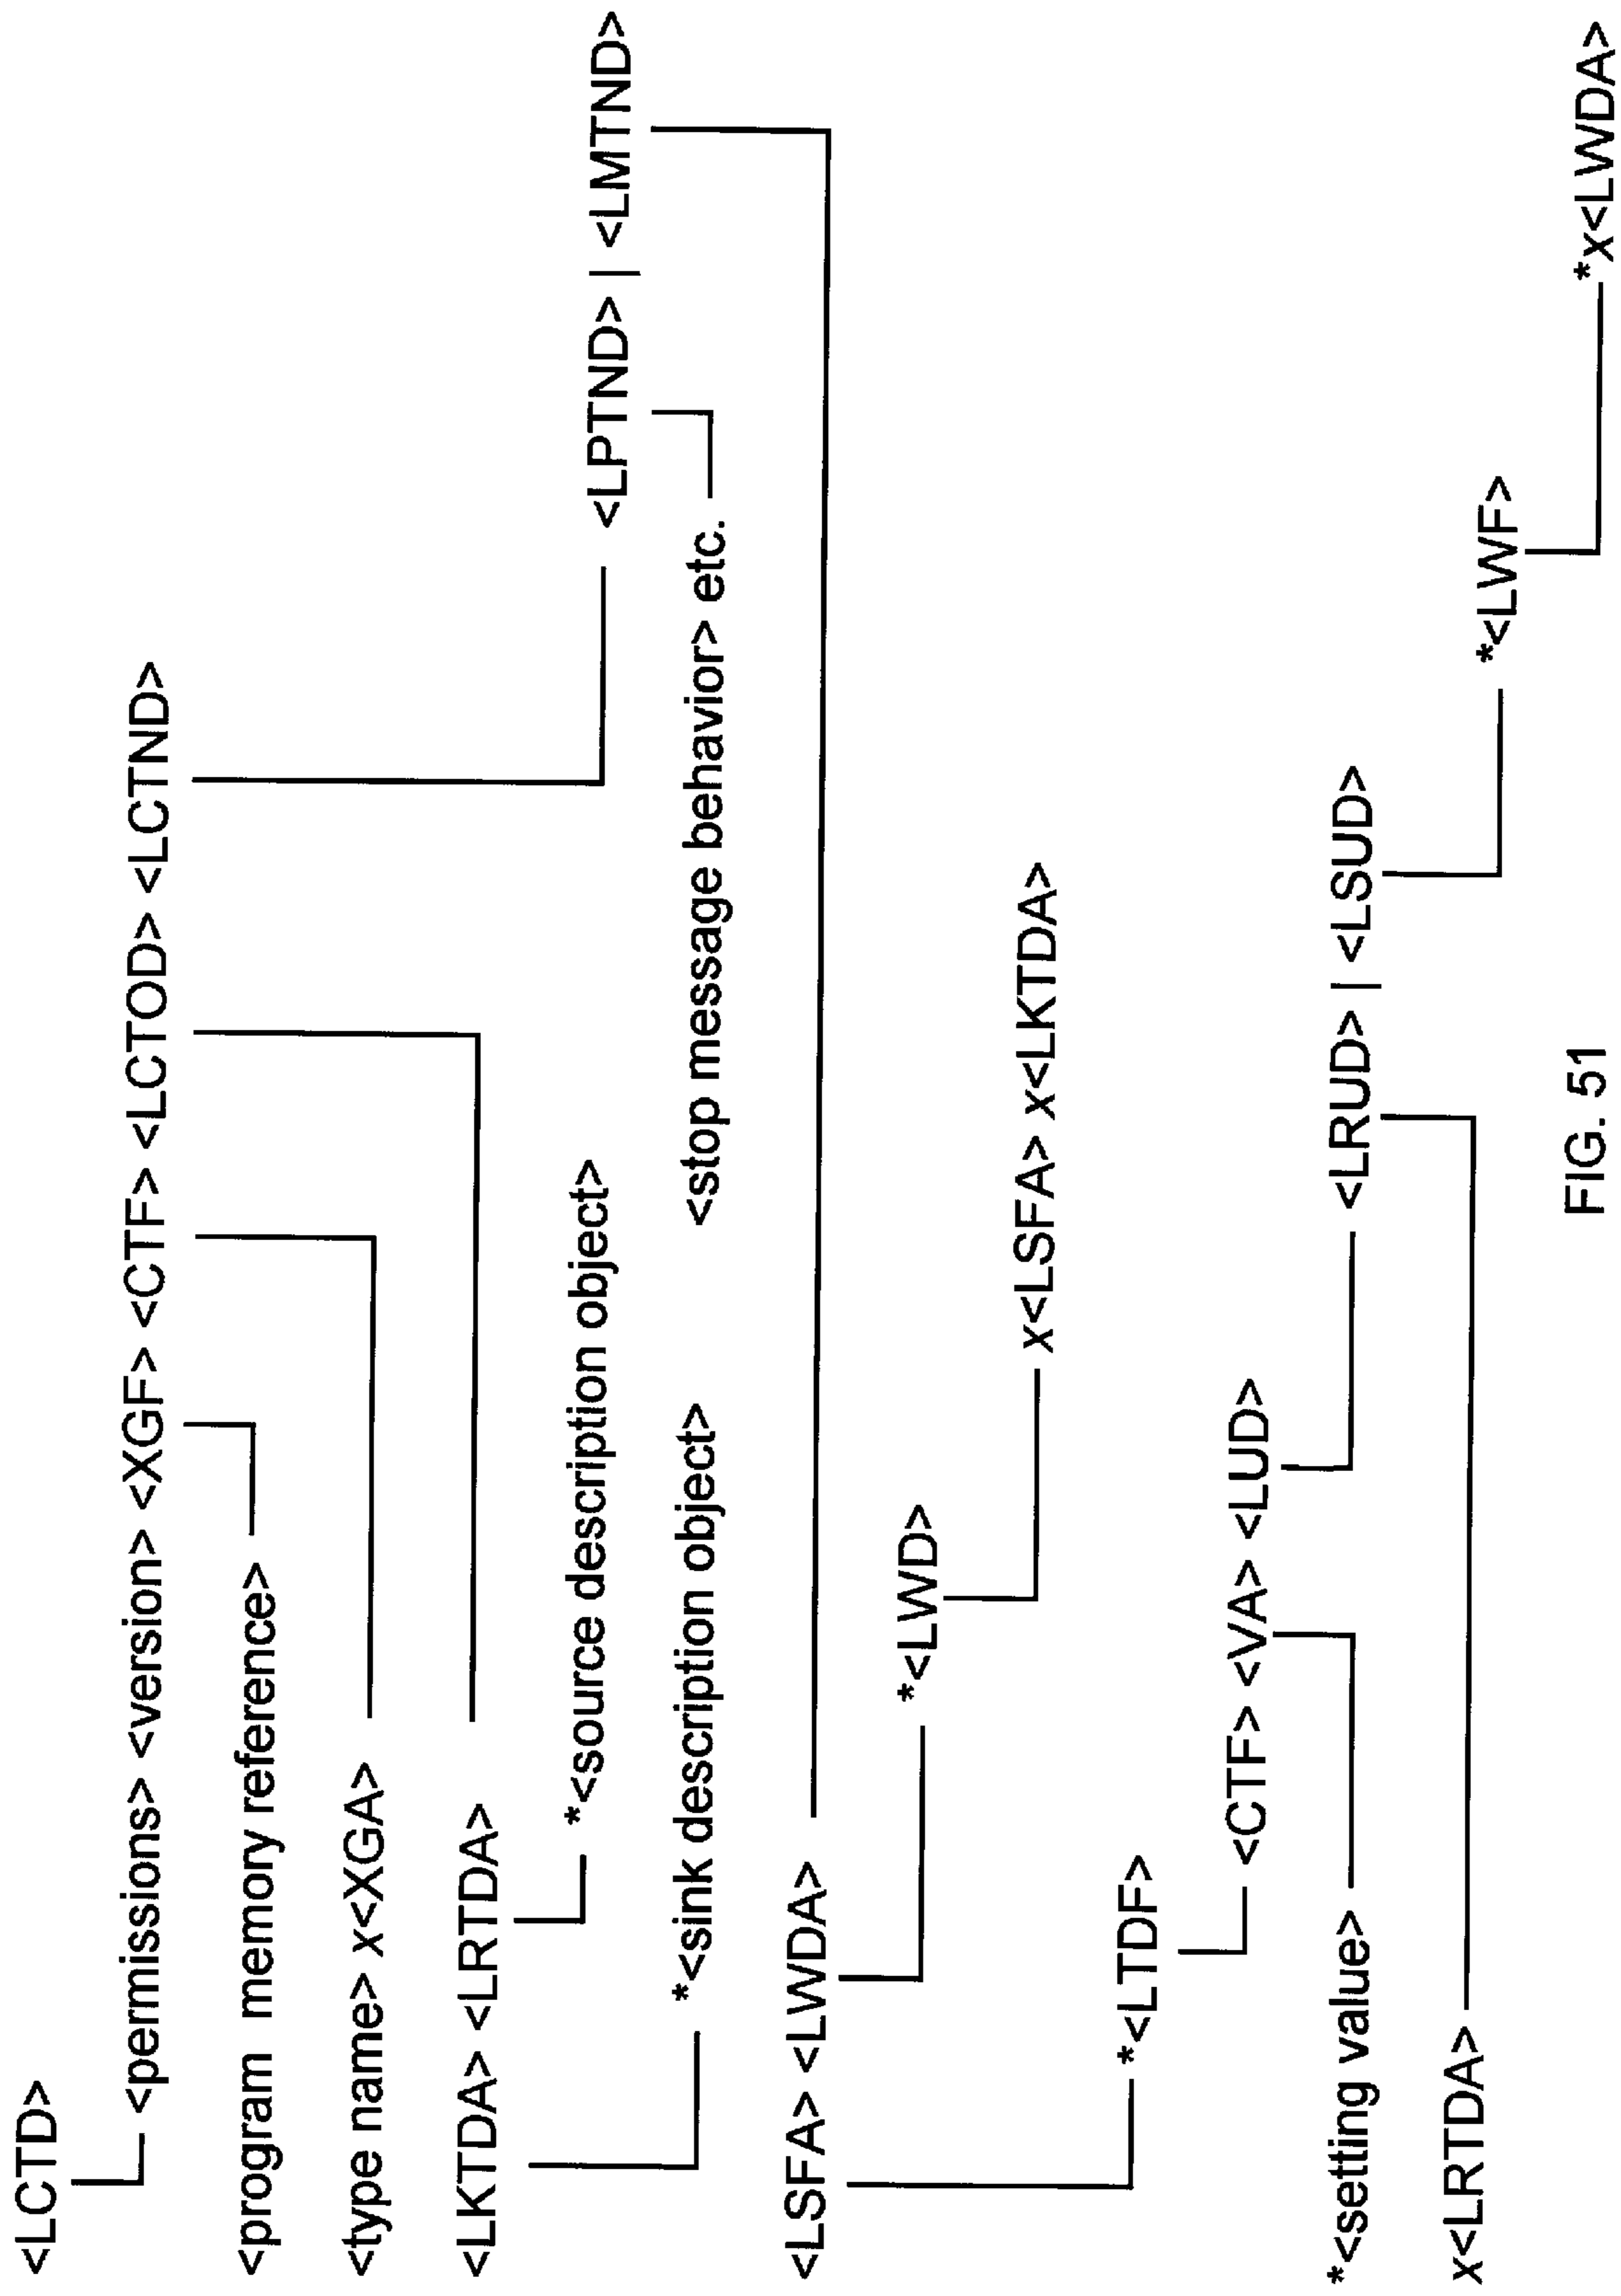 <LCTD>
<permissions> <version> <XGF> <CTF> <LCTOD> <LCTND>
<program memory reference>
<type name> x<XGA>
<LKTDA> <LRTDA>
*<source description object>
<LPTND> | <LMTND>
*<sink description object>
<stop message behavior> etc.
<LSFA> <LWDA>
*<LWD>
x<LSFA> x<LKTDA>
*<LTDF>
<CTF> <VA> <LUD>
*<setting value>
<LRUD> | <LSUD>
x<LRTDA>
*<LWF>
*x<LWDA>
FIG. 51